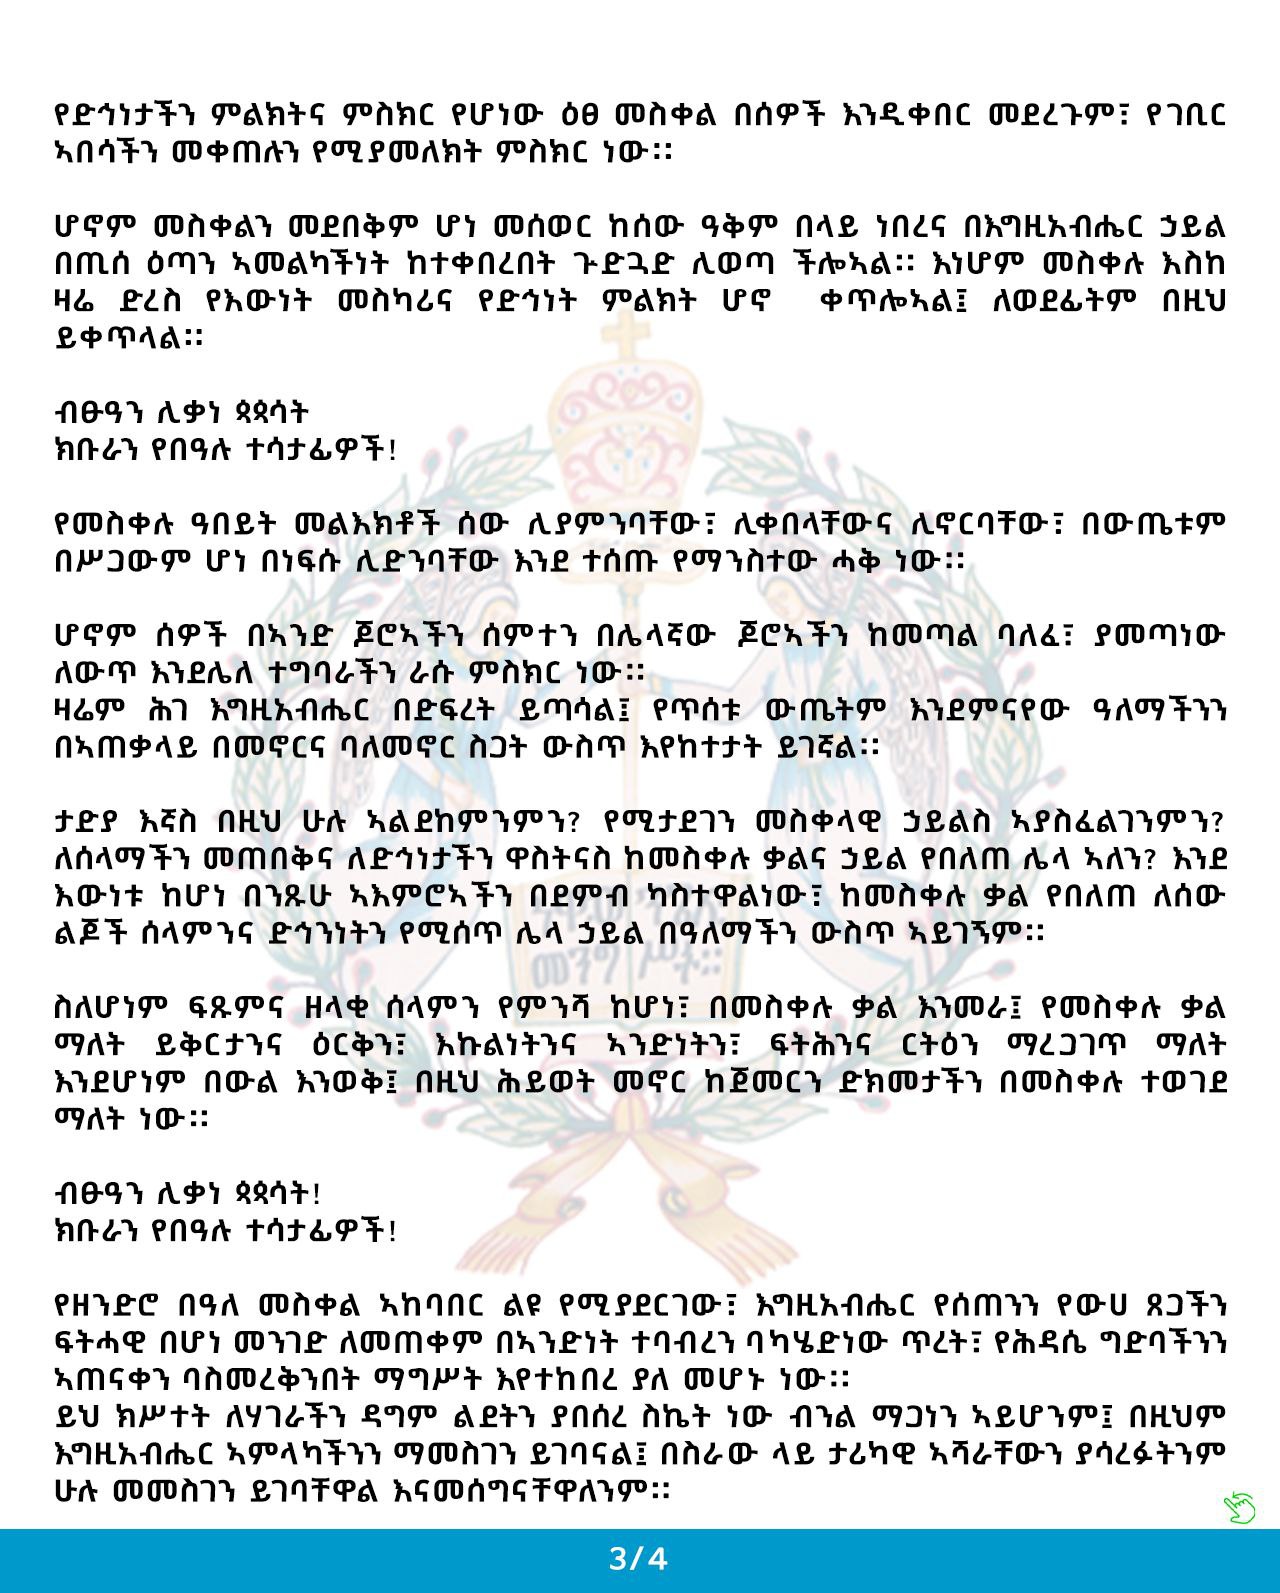 የድኅነታችን ምልክትና ምስክር የሆነው ዕፀ መስቀል በሰዎች እንዲቀበር መደረጉም፣ የገቢር
ኣበሳችን መቀጠሉን የሚያመለክት ምስክር ነው፡፡
ሆኖም መስቀልን መደበቅም ሆነ መሰወር ከሰው ዓቅም በላይ ነበረና በእግዚአብሔር ኃይል
በጢሰ ዕጣን ኣመልካችነት ከተቀበረበት ጕድጓድ ሊወጣ ችሎኣል፡፡ እነሆም መስቀሉ እስከ
ዛሬ ድረስ የእውነት መስካሪና የድኅነት ምልክት ሆኖ ቀጥሎኣል፤ ለወደፊትም በዚህ
ይቀጥላል፡፡
ብፁዓን ሊቃነ ጳጳሳት
ክቡራን የበዓሉ ተሳታፊዎች!
የመስቀሉ ዓበይት መልእክቶች ሰው ሊያምንባቸው፣ ሊቀበላቸውና ሊኖርባቸው፣ በውጤቱም
በሥጋውም ሆነ በነፍሱ ሊድንባቸው እንደ ተሰጡ የማንስተው ሓቅ ነው፡፡
ሆኖም ሰዎች በኣንድ ጆሮኣችን ሰምተን በሌላኛው ጆሮኣችን ከመጣል ባለፈ፣ ያመጣነው
ለውጥ እንደሌለ ተግባራችን ራሱ ምስክር ነው፡፡
ዛሬም ሕገ እግዚአብሔር በድፍረት ይጣሳል፤ የጥሰቱ ውጤትም እንደምናየው ዓለማችንን
በኣጠቃላይ በመኖርና ባለመኖር ስጋት ውስጥ እየከተታት ይገኛል፡፡
ታድያ እኛስ በዚህ ሁሉ ኣልደከምንምን? የሚታደገን መስቀላዊ ኃይልስ ኣያስፈልገንምን?
ለሰላማችን መጠበቅና ለድኅነታችን ዋስትናስ ከመስቀሉ ቃልና ኃይል የበለጠ ሌላ ኣለን? እንደ
እውነቱ ከሆነ በንጹሁ ኣእምሮኣችን በደምብ ካስተዋልነው፣ ከመስቀሉ ቃል የበለጠ ለሰው
ልጆች ሰላምንና ድኅንነትን የሚሰጥ ሌላ ኃይል በዓለማችን ውስጥ ኣይገኝም፡፡
ስለሆነም ፍጹምና ዘላቂ ሰላምን የምንሻ ከሆነ፣ በመስቀሉ ቃል እንመራ፤ የመስቀሉ ቃል
ማለት ይቅርታንና ዕርቅን፣ እኩልነትንና ኣንድነትን፣ ፍትሕንና ርትዕን ማረጋገጥ ማለት
እንደሆነም በውል እንወቅ፤ በዚህ ሕይወት መኖር ከጀመርን ድክመታችን በመስቀሉ ተወገደ
ማለት ነው፡፡
ብፁዓን ሊቃነ ጳጳሳት!
ክቡራን የበዓሉ ተሳታፊዎች!
የዘንድሮ በዓለ መስቀል ኣከባበር ልዩ የሚያደርገው፣ እግዚአብሔር የሰጠንን የውሀ ጸጋችን
ፍትሓዊ በሆነ መንገድ ለመጠቀም በኣንድነት ተባብረን ባካሄድነው ጥረት፣ የሕዳሴ ግድባችንን
ኣጠናቀን ባስመረቅንበት ማግሥት እየተከበረ ያለ መሆኑ ነው፡፡
ይህ ክሥተት ለሃገራችን ዳግም ልደትን ያበሰረ ስኬት ነው ብንል ማጋነን ኣይሆንም፤ በዚህም
እግዚአብሔር ኣምላካችንን ማመስገን ይገባናል፤ በስራው ላይ ታሪካዊ ኣሻራቸውን ያሳረፉትንም
ሁሉ መመስገን ይገባቸዋል እናመሰግናቸዋለንም፡፡
3/4